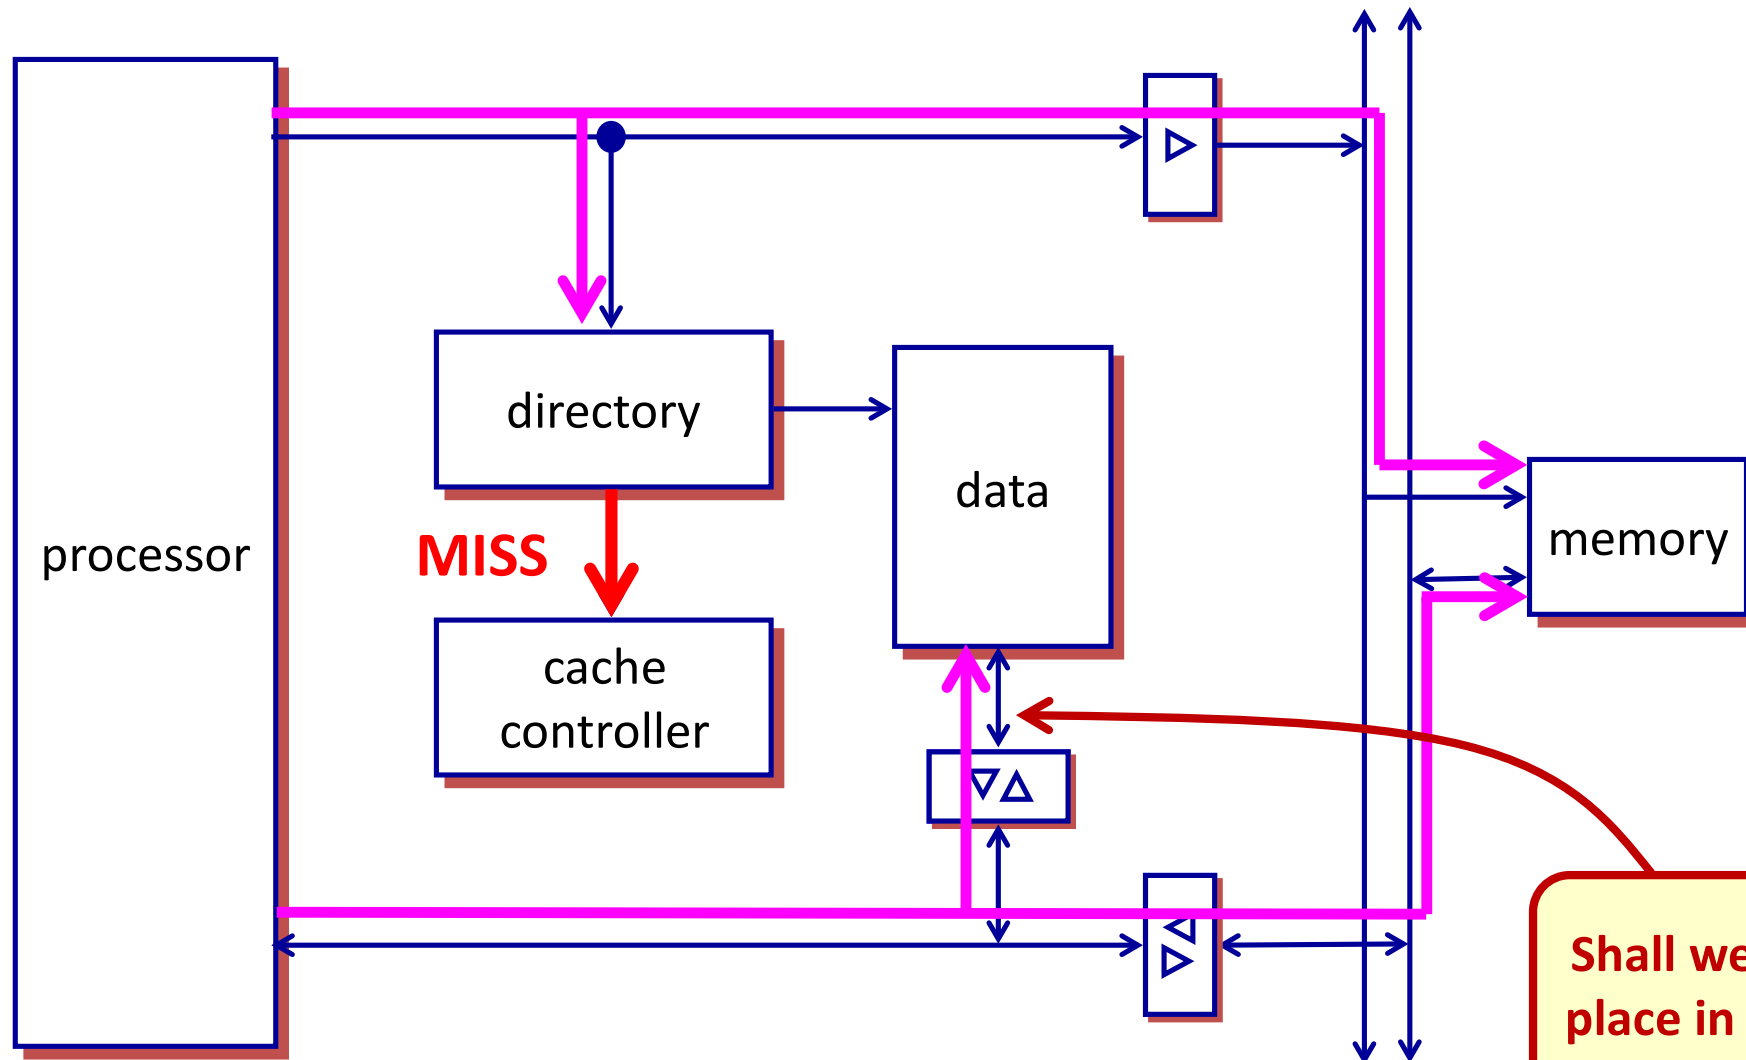 processor
directory
MISS
cache
controller
data
memory
Shall we
place in